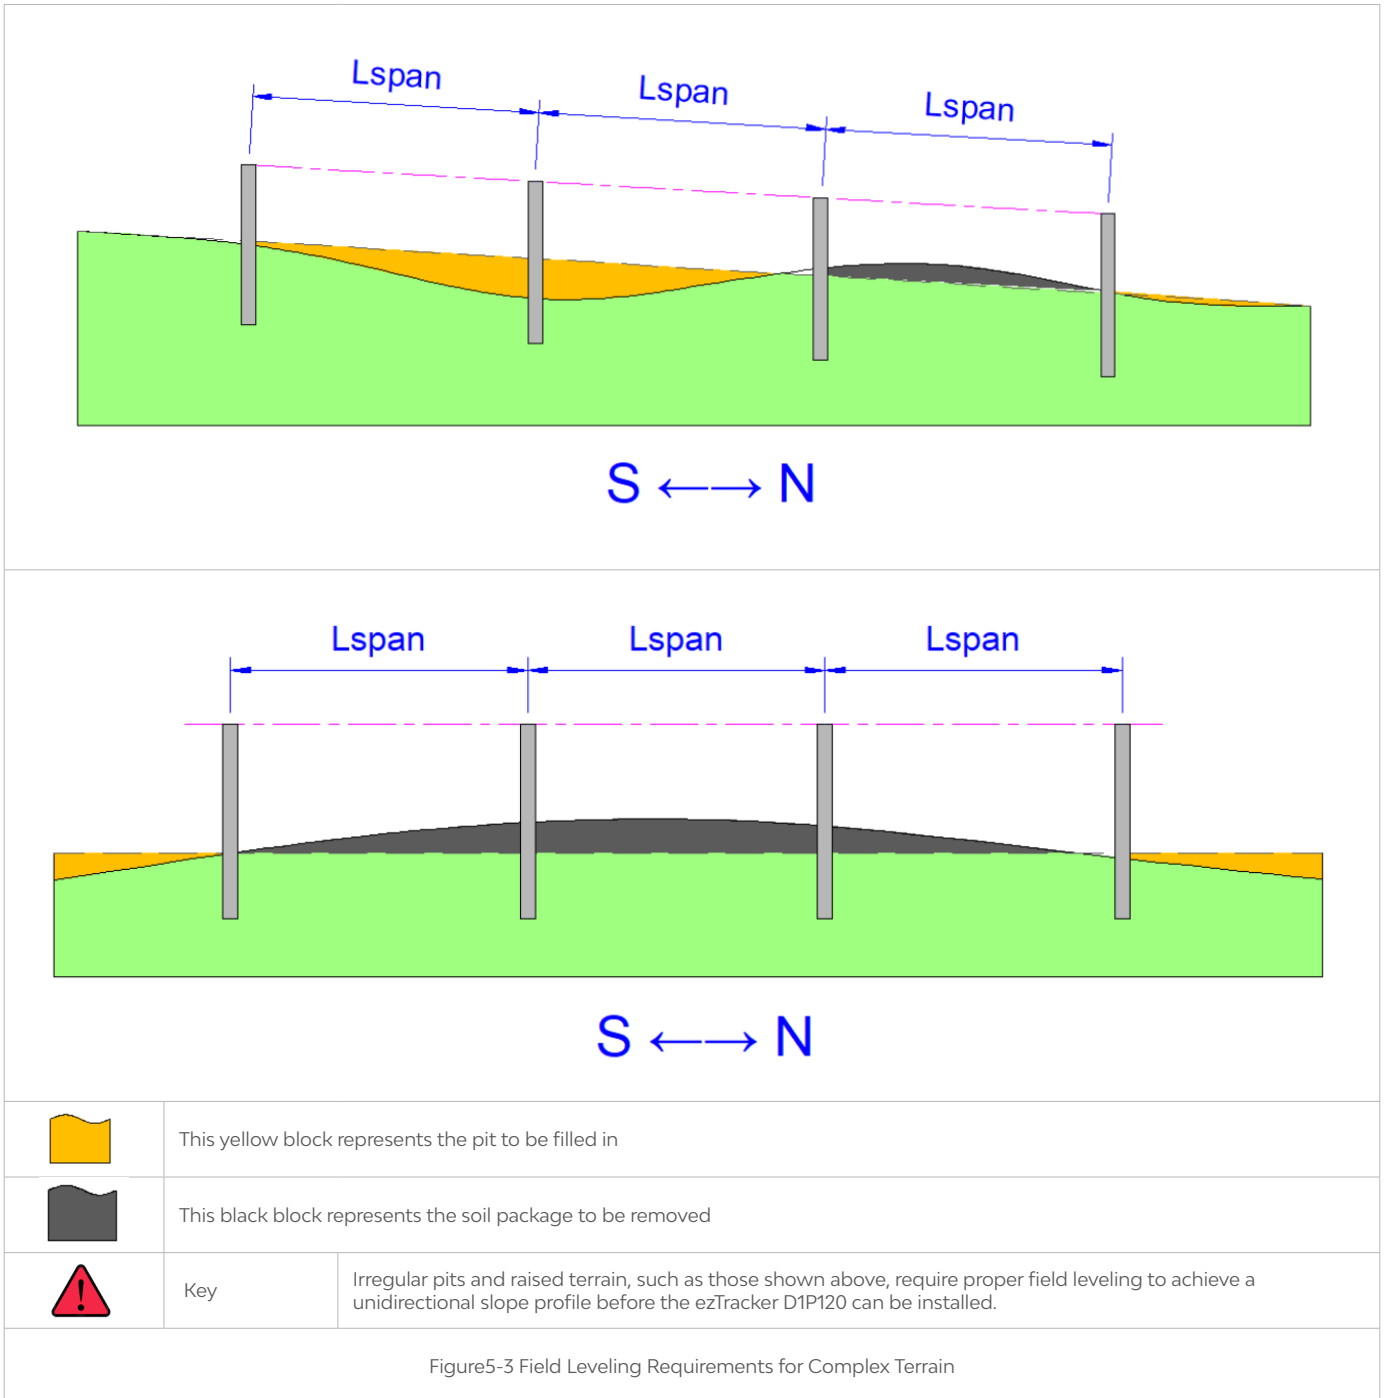 Lspan
Lspan
Lspan
S ←→ N
Lspan
Lspan
Lspan
S ←→ N
This yellow block represents the pit to be filled in
This black block represents the soil package to be removed
Key
Irregular pits and raised terrain, such as those shown above, require proper field leveling to achieve a
unidirectional slope profile before the ezTracker D1P120 can be installed.
Figure5-3 Field Leveling Requirements for Complex Terrain